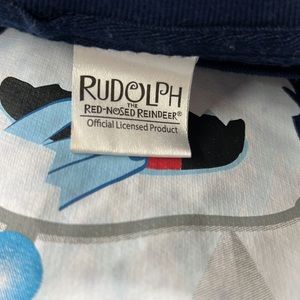 RUDOLPH
THE
RED-NOSED REINDEER®
Official Licensed Product